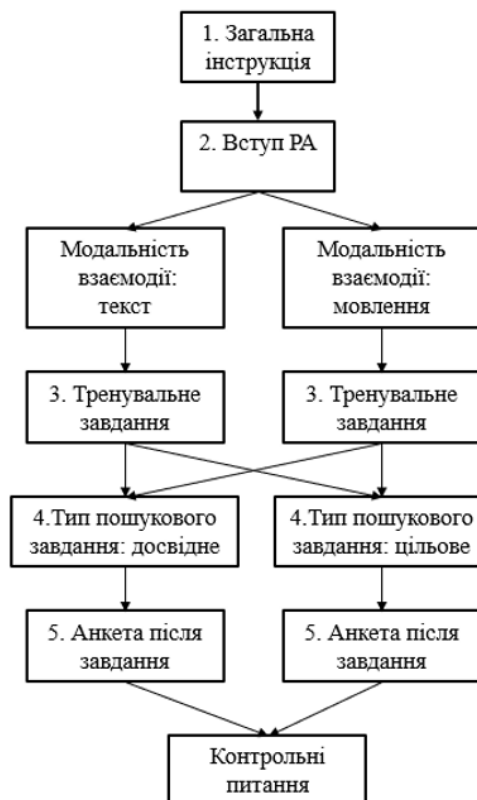 1. Загальна
інструкція
2. Вступ РА
Модальність
взаємодії:
текст
Модальність
взаємодії:
мовлення
3. Тренувальне
завдання
3. Тренувальне
завдання
4.Тип пошукового
завдання: досвідне
4.Тип пошукового
завдання: цільове
5. Анкета після
завдання
5. Анкета після
завдання
Контрольні
питання